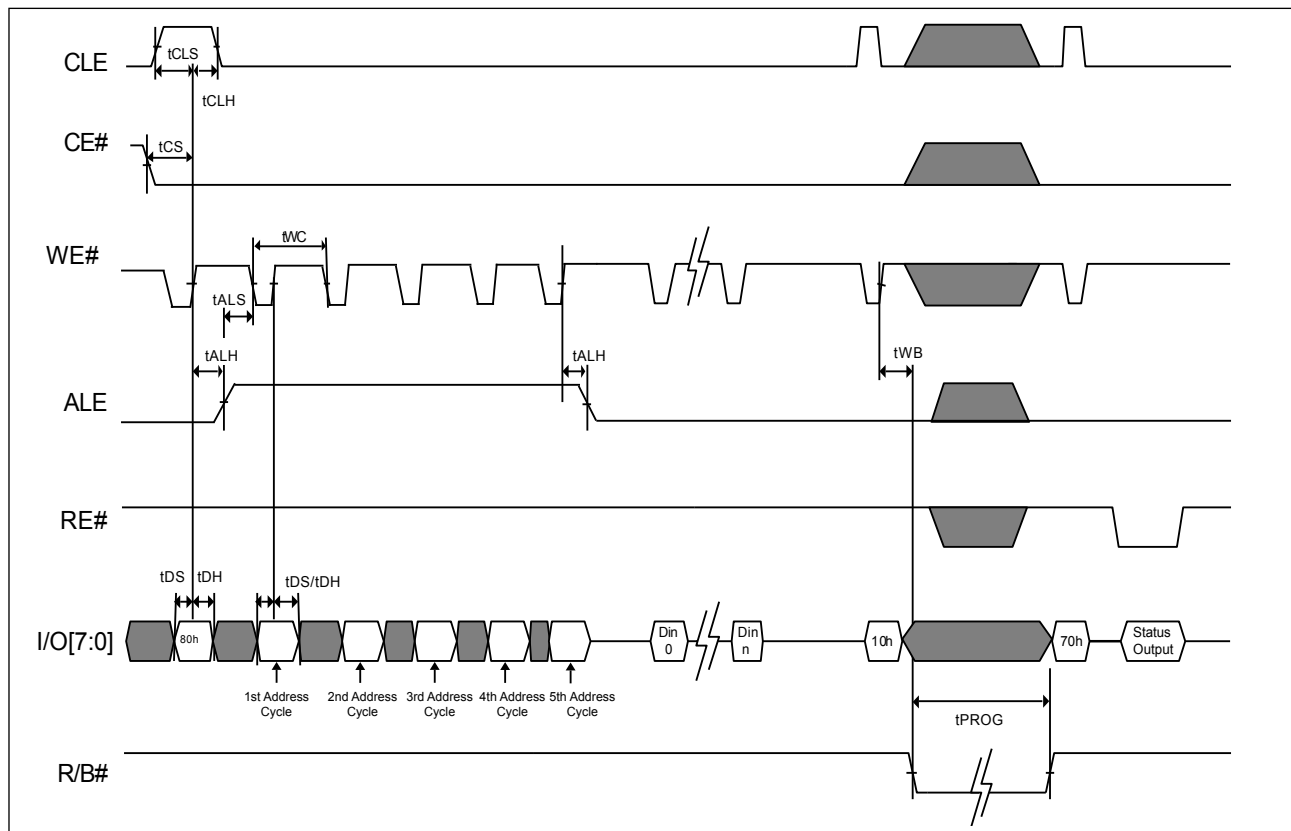 CLE
tCLS
tCLH
CE#
tCS
WE#
tWC
tALS
tALH
tALH
tWB
ALE
RE#
tDS
tDH
tDS/tDH
I/O[7:0]
80h
Din
0
Din
n
10h
70h
Status
Output
1st Address
Cycle
2nd Address
Cycle
3rd Address
Cycle
4th Address
Cycle
5th Address
Cycle
tPROG
R/B#